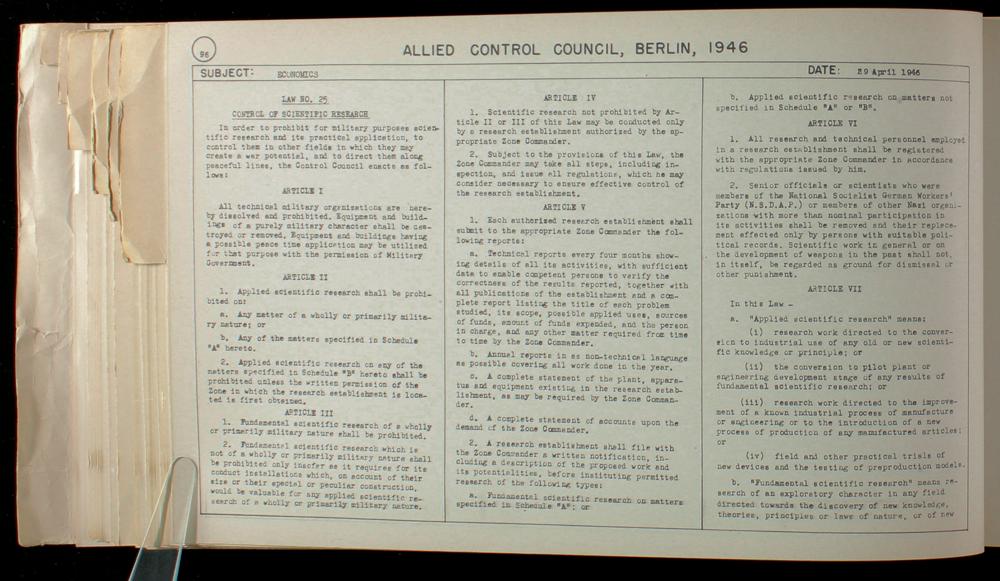 96
ALLIED CONTROL COUNCIL, BERLIN, 1946
SUBJECT: ECONOMICS
DATE: 29 April 1946
LAW NO. 25
CONTROL OF SCIENTIFIC RESEARCH
In order to prohibit for military purposes scien-
tific research and its practical application, to
control them in other fields in which they may
create a war potential, and to direct them along
peaceful lines, the Control Council enacts as fol-
lows:
ARTICLE I
All technical military organizations are here-
by dissolved and prohibited. Equipment and build-
ings of a purely military character shall be des-
troyed or removed. Equipment and buildings having
a possible peace time application may be utilized
for that purpose with the permission of Military
Government.
ARTICLE II
1. Applied scientific research shall be prohi-
bited on:
a. Any matter of a wholly or primarily milita-
ry nature; or
b. Any of the matters specified in Schedule
"A" hereto.
2. Applied scientific research on any of the
matters specified in Schedule "B" hereto shall be
prohibited unless the written permission of the
Zone in which the research establishment is loca-
ted is first obtained.
ARTICLE III
1. Fundamental scientific research of a wholly
or primarily military nature shall be prohibited.
2. Fundamental scientific research which is
not of a wholly or primarily military nature shall
be prohibited only insofar as it requires for its
conduct installations which, on account of their
size or their special or peculiar construction,
would be valuable for any applied scientific re-
search of a wholly or primarily military nature.
ARTICLE IV
1. Scientific research not prohibited by Ar-
ticle II or III of this Law may be conducted only
by a research establishment authorized by the ap-
propriate Zone Commander.
2. Subject to the provisions of this Law, the
Zone Commander may take all steps, including in-
spection, and issue all regulations, which he may
consider necessary to ensure effective control of
the research establishment.
ARTICLE V
1. Each authorized research establishment shall
submit to the appropriate Zone Commander the fol-
lowing reports:
a. Technical reports every four months show-
ing details of all its activities, with sufficient
data to enable competent persons to verify the
correctness of the results reported, together with
all publications of the establishment and a com-
plete report listing the title of each problem
studied, its scope, possible applied uses, sources
of funds, amount of funds expended, and the person
in charge, and any other matter required from time
to time by the Zone Commander.
b. Annual reports in as non-technical language
as possible covering all work done in the year.
c. A complete statement of the plant, appara-
tus and equipment existing in the research estab-
lishment, as may be required by the Zone Comman-
der.
d. A complete statement of accounts upon the
demand of the Zone Commander.
2. A research establishment shall file with
the Zone Commander a written notification, in-
cluding a description of the proposed work and
its potentialities, before instituting permitted
research of the following types:
a. Fundamental scientific research on matters
specified in Schedule "A"; or
b. Applied scientific research on matters not
specified in Schedule "A" or "B".
ARTICLE VI
1. All research and technical personnel employed
in a research establishment shall be registered
with the appropriate Zone Commander in accordance
with regulations issued by him.
2. Senior officials or scientists who were
members of the National Socialist German Workers'
Party (N.S.D.A.P.) or members of other Nazi organi-
zations with more than nominal participation in
its activities shall be removed and their replace-
ment effected only by persons with suitable poli-
tical records. Scientific work in general or on
the development of weapons in the past shall not,
in itself, be regarded as ground for dismissal or
other punishment.
ARTICLE VII
In this Law -
a. "Applied scientific research" means:
(i) research work directed to the conver-
sion to industrial use of any old or new scienti-
fic knowledge or principle; or
(ii) the conversion to pilot plant or
engineering development stage of any results of
fundamental scientific research; or
(iii) research work directed to the improve-
ment of a known industrial process of manufacture
or engineering or to the introduction of a new
process of production of any manufactured articles;
or
(iv) field and other practical trials of
new devices and the testing of preproduction models.
b. "Fundamental scientific research" means re-
search of an exploratory character in any field
directed towards the discovery of new knowledge,
theories, principles or laws of nature, or of new